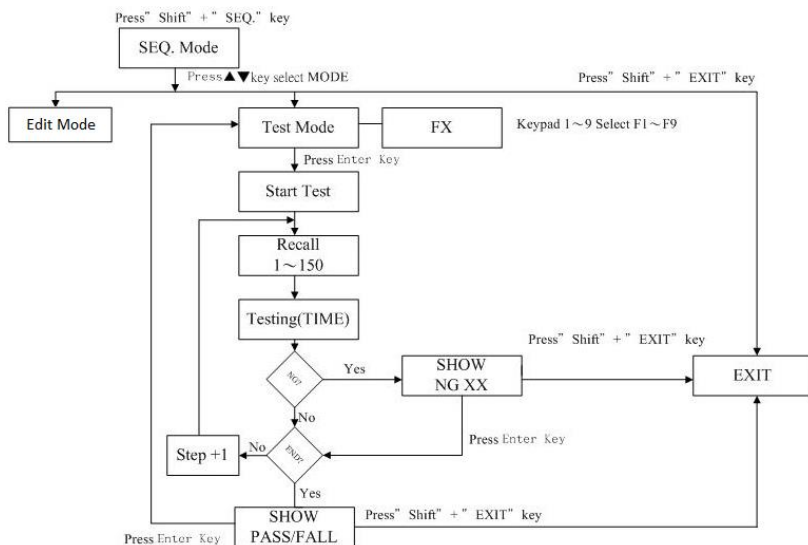 Press” Shift” + ” SEQ. ” key
SEQ. Mode
Press▲▼key select MODE
Press” Shift” + ” EXIT” key
Edit Mode
Test Mode
FX
Keypad 1～9 Select F1～F9
Press Enter Key
Start Test
Recall
1～150
Testing(TIME)
NG?
Yes
SHOW
NG XX
Press” Shift” + ” EXIT” key
EXIT
No
Press Enter Key
Step +1
No
END?
Yes
SHOW
PASS/FALL
Press” Shift” + ” EXIT” key
Press Enter Key